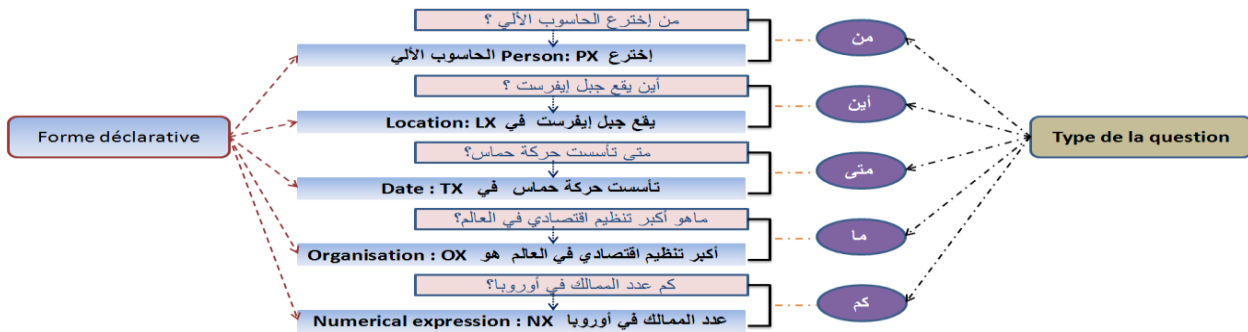 من إخترع الحاسوب الألي ؟
إخترع Person: PX الحاسوب الألي
من
أين يقع جبل إيفرست ؟
يقع جبل إيفرست في Location: LX
أين
Forme déclarative
Type de la question
متى تأسست حركة حماس؟
تأسست حركة حماس في Date : TX
متى
ماهو أكبر تنظيم اقتصادي في العالم؟
أكبر تنظيم اقتصادي في العالم هو Organisation : OX
ما
كم عدد الممالك في أوروبا؟
عدد الممالك في أوروبا Numerical expression : NX
كم